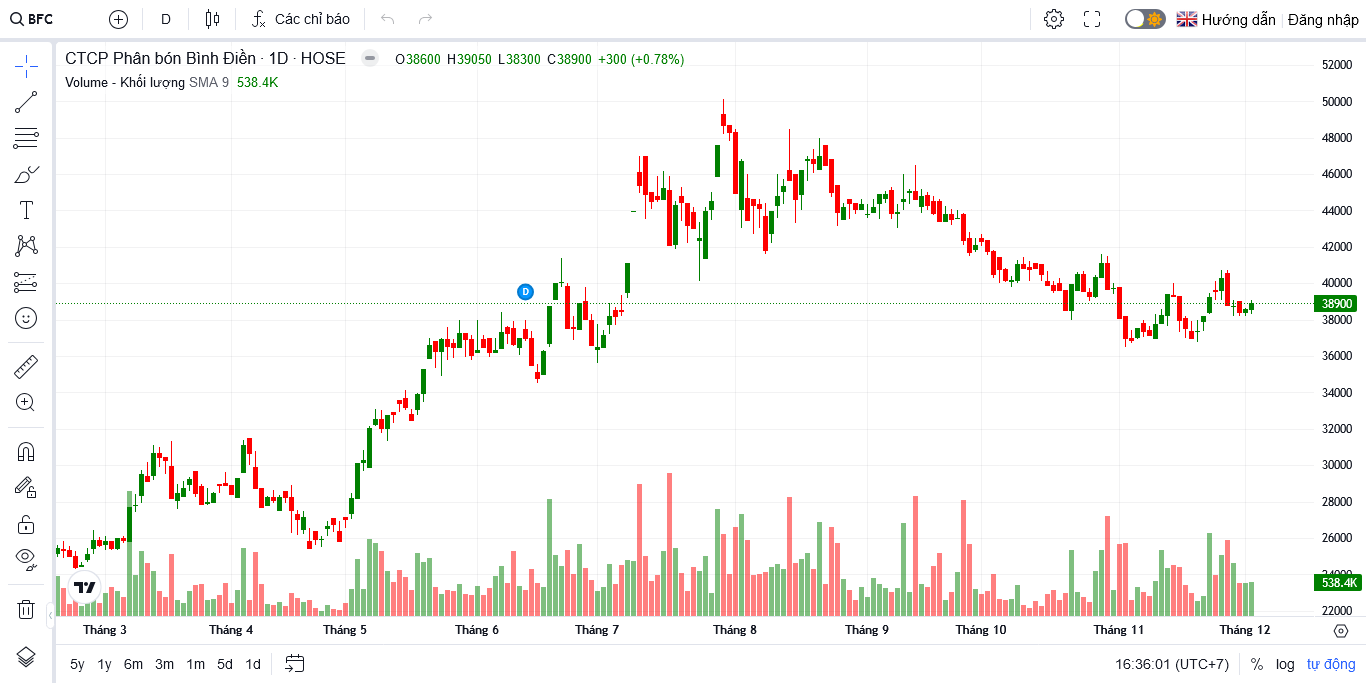 BFC D Các chỉ báo Hướng dẫn Đăng nhập
CTCP Phân bón Bình Điền · 1D · HOSE O38600 H39050 L38300 C38900 +300 (+0.78%)
Volume - Khối lượng SMA 9 538.4K
52000
50000
48000
46000
44000
42000
40000
D
38900
38000
36000
34000
32000
30000
28000
26000
24000
538.4K
22000
Tháng 3 Tháng 4 Tháng 5 Tháng 6 Tháng 7 Tháng 8 Tháng 9 Tháng 10 Tháng 11 Tháng 12
5y 1y 6m 3m 1m 5d 1d 16:36:01 (UTC+7) % log tự động